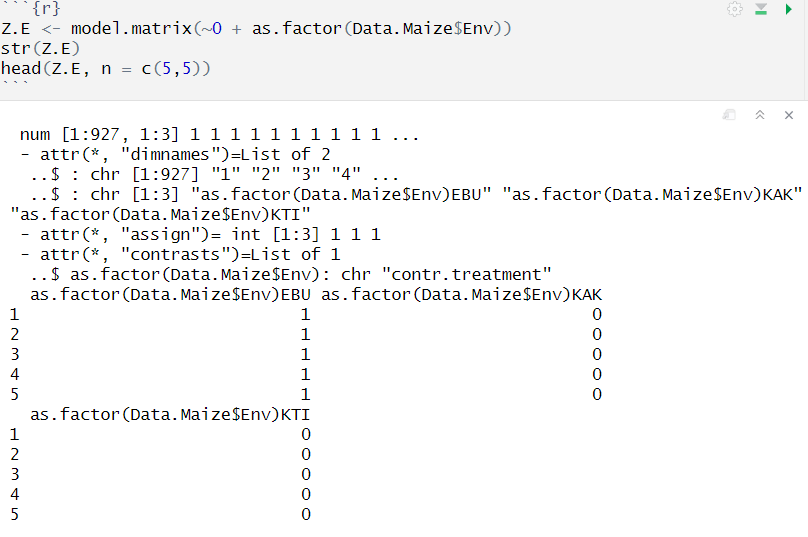 ```{r}
Z.E <- model.matrix(~0 + as.factor(Data.Maize$Env))
str(Z.E)
head(Z.E, n = c(5,5))
```
 num [1:927, 1:3] 1 1 1 1 1 1 1 1 1 1 ...
 - attr(*, "dimnames")=List of 2
  ..$ : chr [1:927] "1" "2" "3" "4" ...
  ..$ : chr [1:3] "as.factor(Data.Maize$Env)EBU" "as.factor(Data.Maize$Env)KAK"
"as.factor(Data.Maize$Env)KTI"
 - attr(*, "assign")= int [1:3] 1 1 1
 - attr(*, "contrasts")=List of 1
  ..$ as.factor(Data.Maize$Env): chr "contr.treatment"
  as.factor(Data.Maize$Env)EBU as.factor(Data.Maize$Env)KAK
1                            1                            0
2                            1                            0
3                            1                            0
4                            1                            0
5                            1                            0
  as.factor(Data.Maize$Env)KTI
1                            0
2                            0
3                            0
4                            0
5                            0